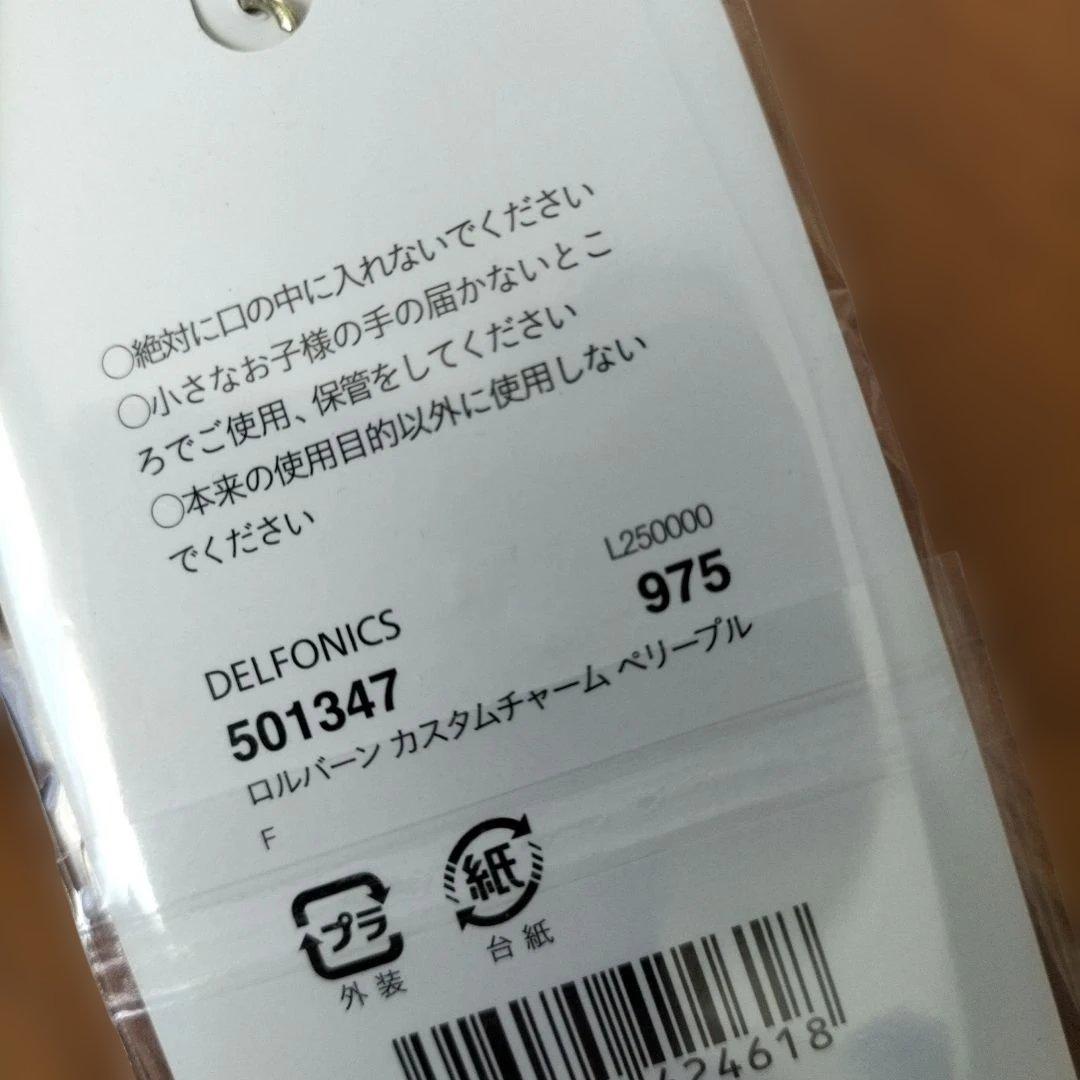 ○絶対に口の中に入れないでください
○小さなお子様の手の届かないとこ
ろでご使用、保管をしてください
○本来の使用目的以外に使用しない
でください
L250000
DELFONICS
975
501347
ロルバーン カスタムチャーム ペリープル
F
プラ
紙
外装
台紙
24618